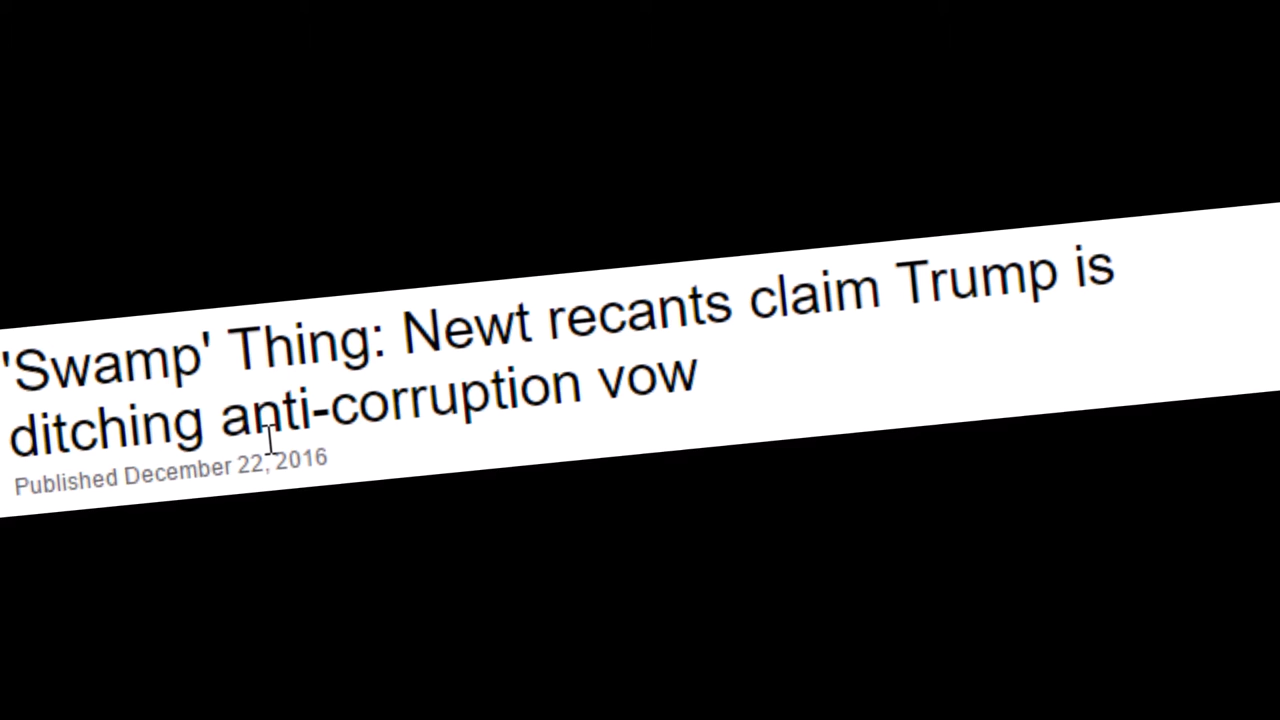 'Swamp' Thing: Newt recants claim Trump is
ditching anti-corruption vow
Published December 22, 2016